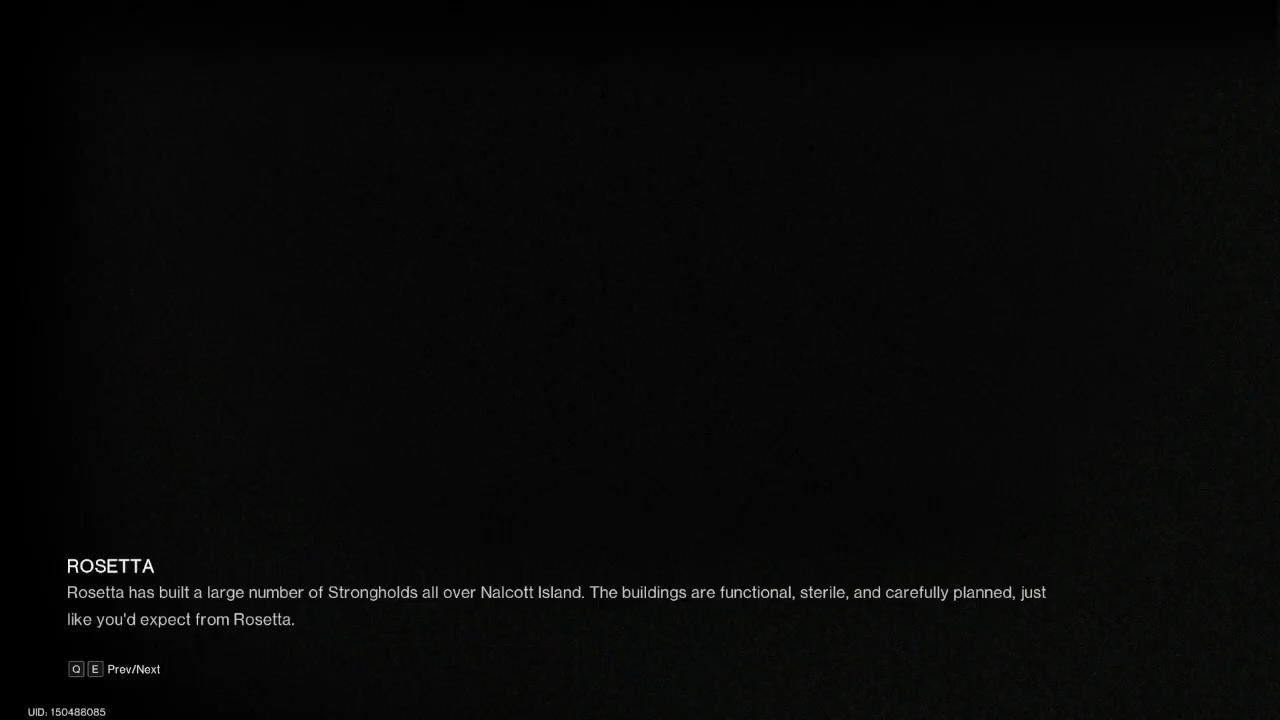 ROSETTA
Rosetta has built a large number of Strongholds all over Nalcott Island. The buildings are functional, sterile, and carefully planned, just
like you'd expect from Rosetta.
Q E Prev/Next
UID: 150488085